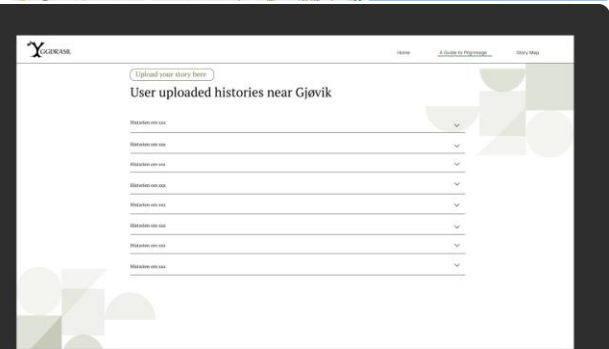 YGGDRASIL
Home A Guide to Pilgrimage Story Map
Upload your story here
User uploaded histories near Gjøvik
Historien om xxx
Historien om xxx
Historien om xxx
Historien om xxx
Historien om xxx
Historien om xxx
Historien om xxx
Historien om xxx